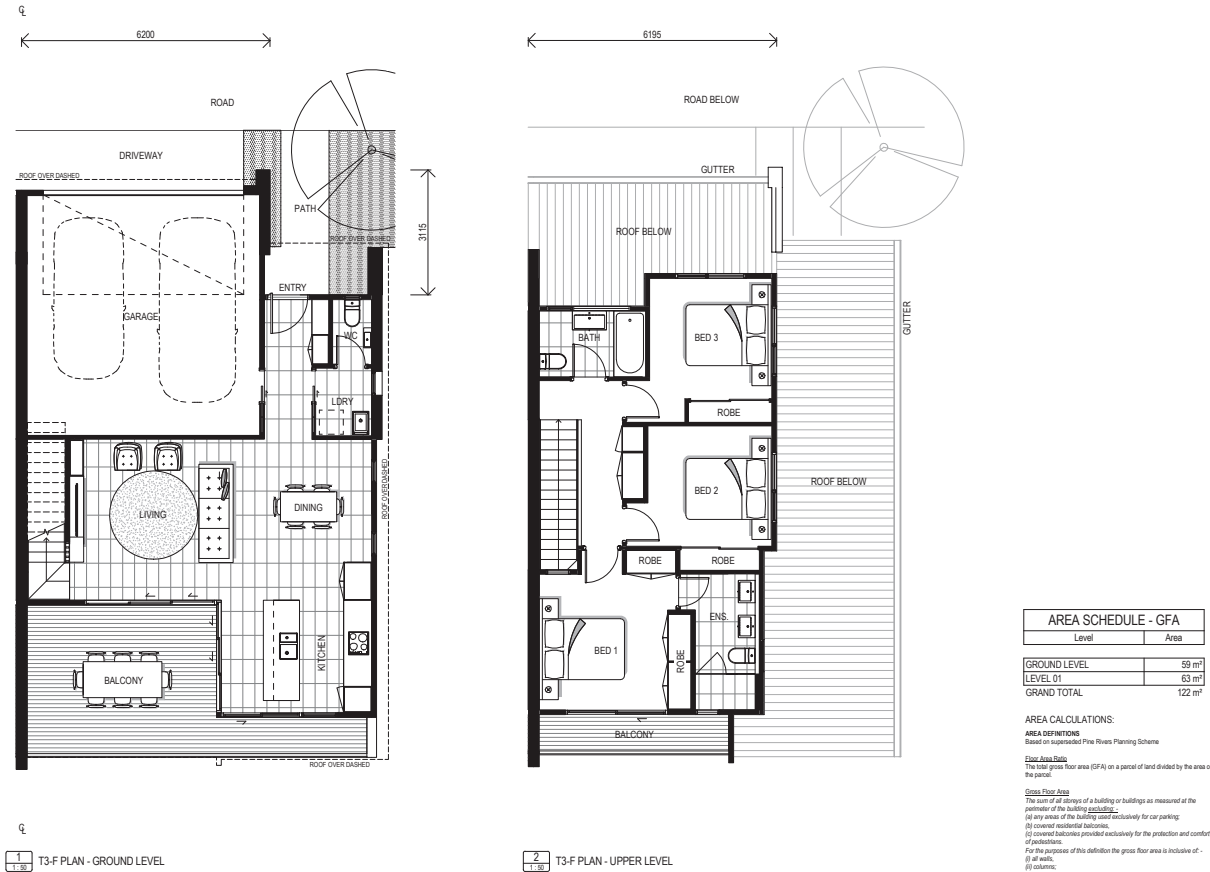 ℄
6200
6195
ROAD
DRIVEWAY
ROOF OVER DASHED
PATH
ROOF OVER DASHED
3115
ENTRY
GARAGE
WC
LDRY
LIVING
DINING
ROOF OVER DASHED
KITCHEN
BALCONY
ROOF OVER DASHED
℄
1
1 : 50
T3-F PLAN - GROUND LEVEL
ROAD BELOW
GUTTER
ROOF BELOW
GUTTER
BATH
BED 3
ROBE
BED 2
ROOF BELOW
ROBE
ROBE
ENS.
BED 1
ROBE
BALCONY
2
1 : 50
T3-F PLAN - UPPER LEVEL
AREA SCHEDULE - GFA
Level Area
GROUND LEVEL 59 m²
LEVEL 01 63 m²
GRAND TOTAL 122 m²
AREA CALCULATIONS:
AREA DEFINITIONS
Based on superseded Pine Rivers Planning Scheme
Floor Area Ratio
The total gross floor area (GFA) on a parcel of land divided by the area o
the parcel.
Gross Floor Area
The sum of all storeys of a building or buildings as measured at the
perimeter of the building excluding: -
(a) any areas of the building used exclusively for car parking;
(b) covered residential balconies,
(c) covered balconies provided exclusively for the protection and comfort
of pedestrians.
For the purposes of this definition the gross floor area is inclusive of: -
(i) all walls,
(ii) columns;